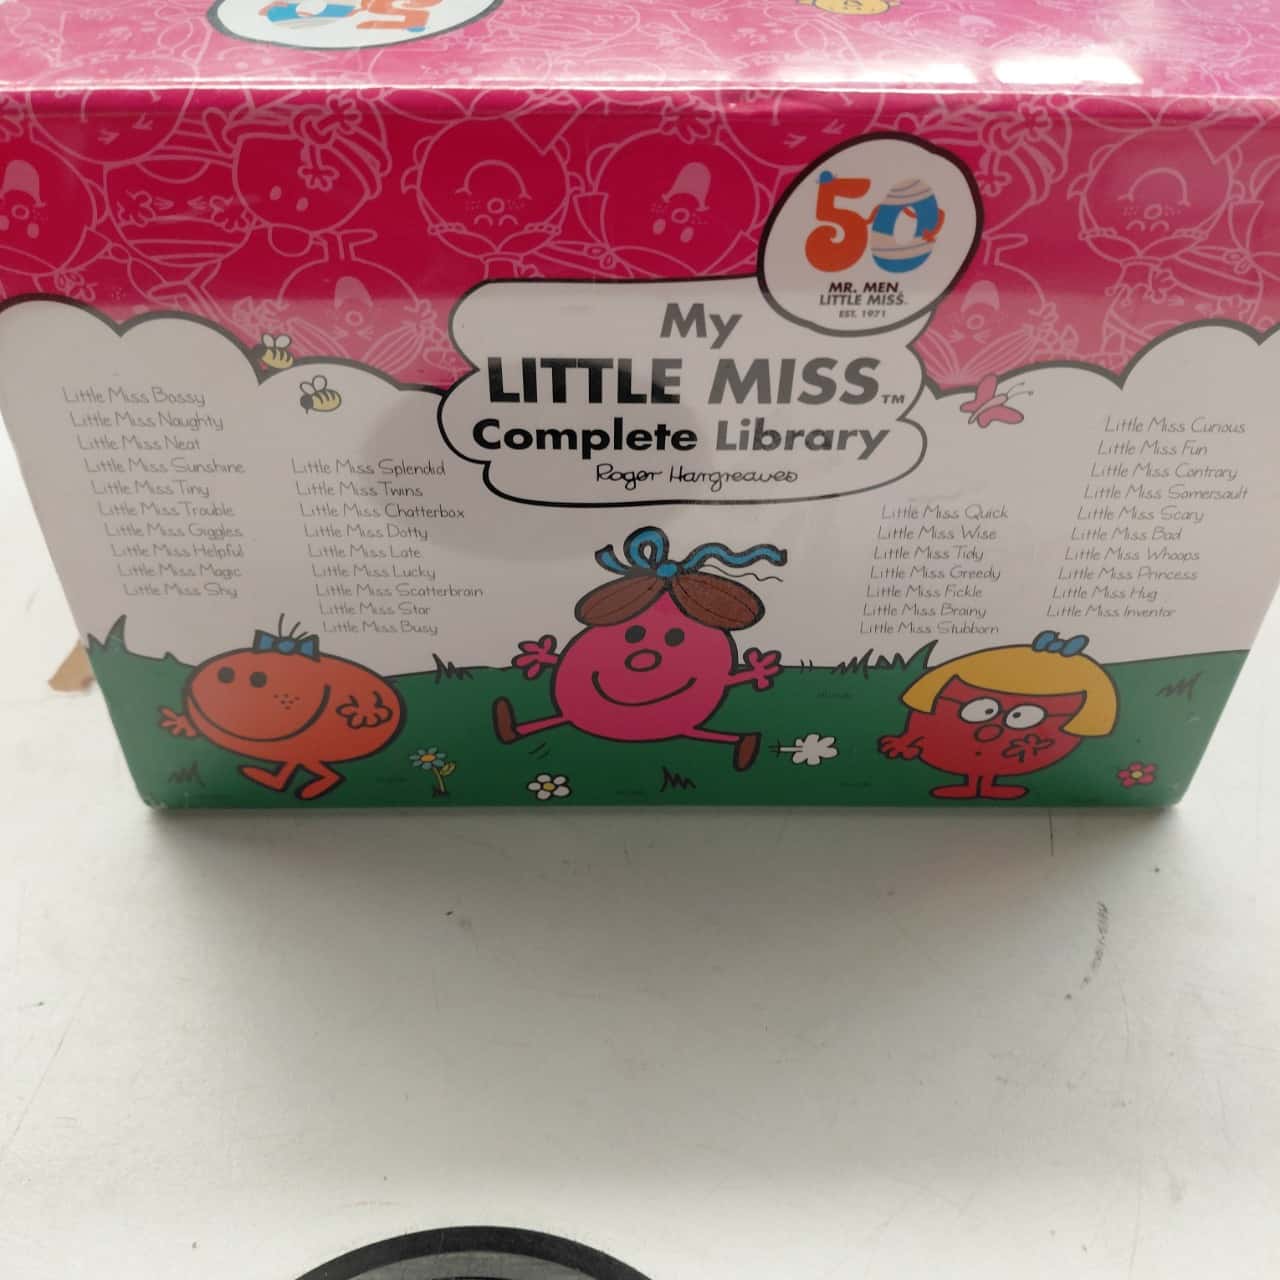 50
MR. MEN
LITTLE MISS™
EST. 1971
My
LITTLE MISS™
Complete Library
Roger Hargreaves
Little Miss Bossy
Little Miss Naughty
Little Miss Neat
Little Miss Sunshine
Little Miss Tiny
Little Miss Trouble
Little Miss Giggles
Little Miss Helpful
Little Miss Magic
Little Miss Shy
Little Miss Splendid
Little Miss Twins
Little Miss Chatterbox
Little Miss Dotty
Little Miss Late
Little Miss Lucky
Little Miss Scatterbrain
Little Miss Star
Little Miss Busy
Little Miss Quick
Little Miss Wise
Little Miss Tidy
Little Miss Greedy
Little Miss Fickle
Little Miss Brainy
Little Miss Stubborn
Little Miss Curious
Little Miss Fun
Little Miss Contrary
Little Miss Somersault
Little Miss Scary
Little Miss Bad
Little Miss Whoops
Little Miss Princess
Little Miss Hug
Little Miss Inventor